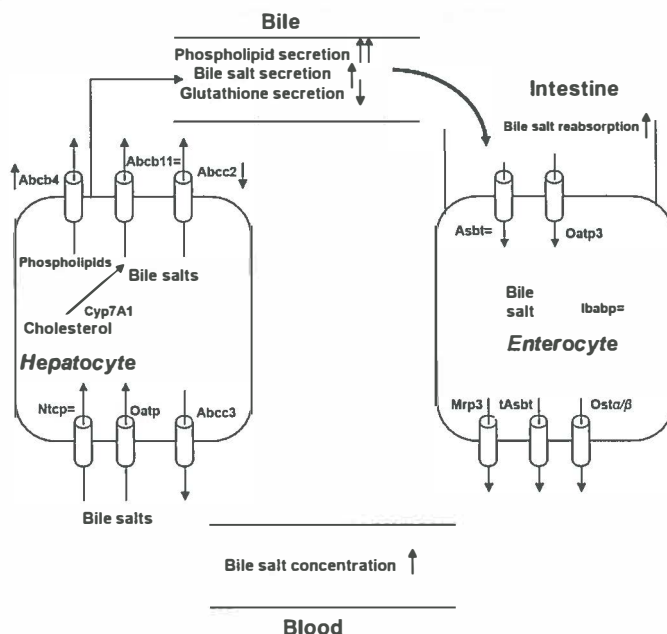 Bile
Phospholipid secretion ↑↑
Bile salt secretion ↑
Glutathione secretion ↓
Intestine
Bile salt reabsorption ↑
↑ Abcb4
Abcb11=
Abcc2 ↓
Asbt=
Oatp3
Phospholipids
Bile salts
Cyp7A1
Cholesterol
Hepatocyte
Bile
salt
Ibabp=
Enterocyte
Ntcp=
Oatp
Abcc3
Mrp3
tAsbt
Ostα/β
Bile salts
Bile salt concentration ↑
Blood